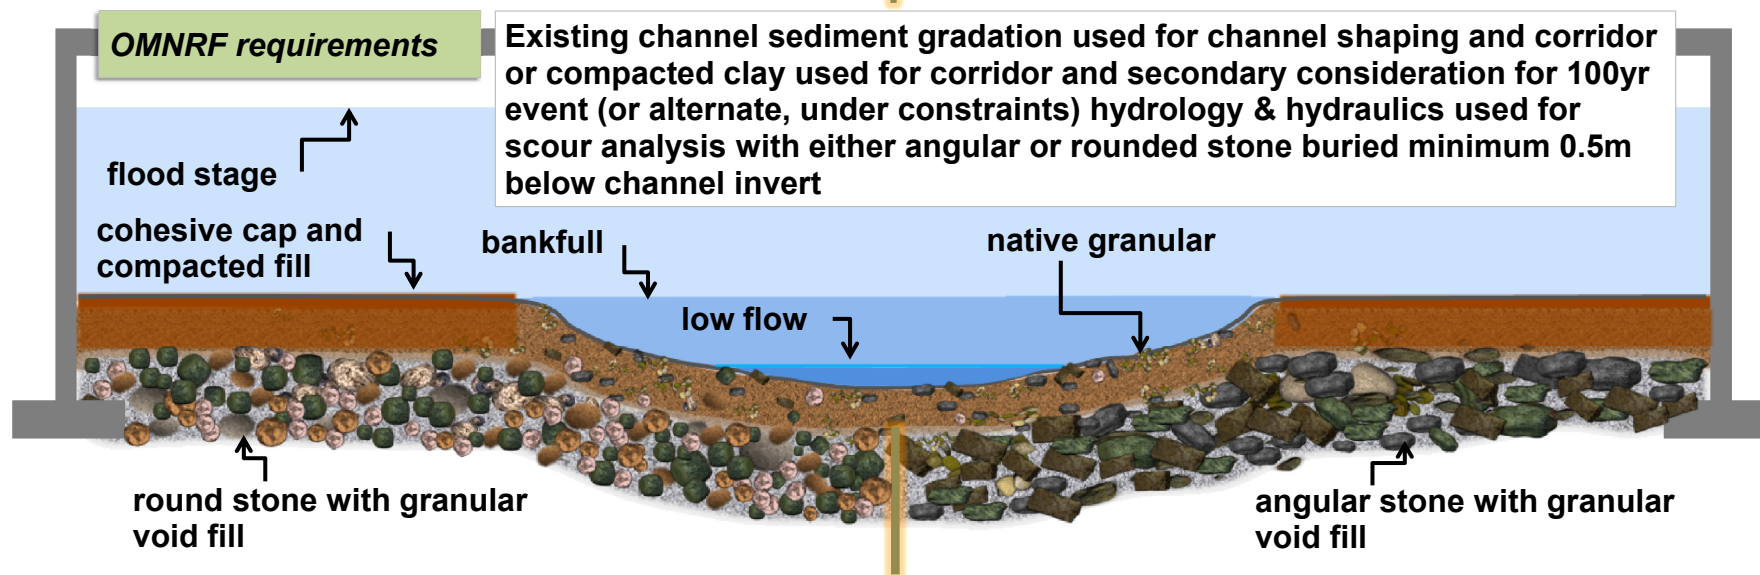 OMNRF requirements
Existing channel sediment gradation used for channel shaping and corridor
or compacted clay used for corridor and secondary consideration for 100yr
event (or alternate, under constraints) hydrology & hydraulics used for
scour analysis with either angular or rounded stone buried minimum 0.5m
below channel invert
flood stage
cohesive cap and
compacted fill
bankfull
native granular
low flow
round stone with granular
void fill
angular stone with granular
void fill